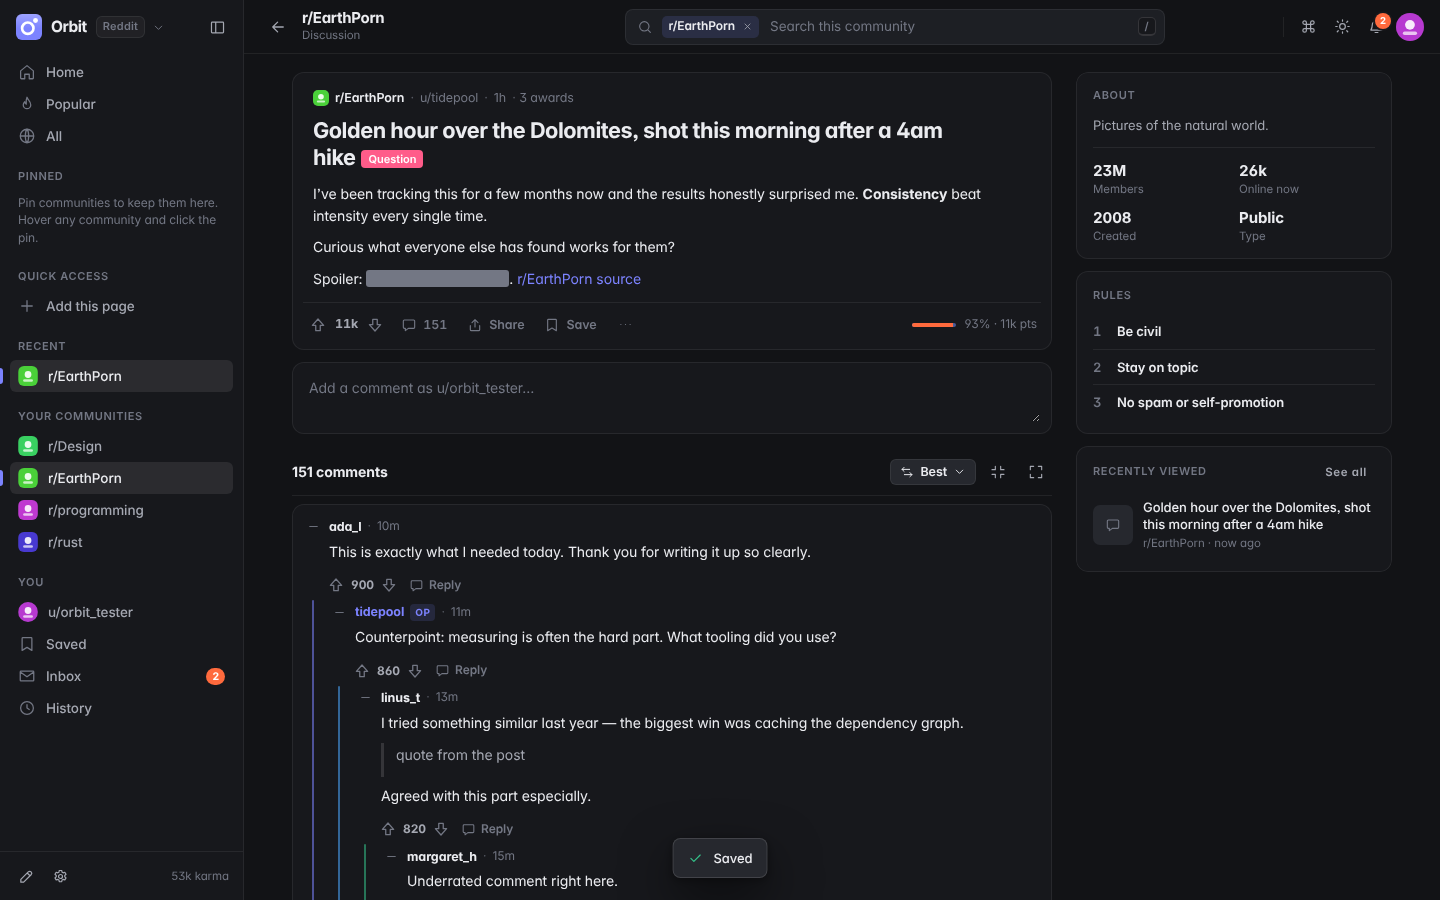 Orbit
Reddit
Home
Popular
All
PINNED
Pin communities to keep them here.
Hover any community and click the
pin.
QUICK ACCESS
Add this page
RECENT
r/EarthPorn
YOUR COMMUNITIES
r/Design
r/EarthPorn
r/programming
r/rust
YOU
u/orbit_tester
Saved
Inbox
2
History
53k karma
r/EarthPorn
Discussion
r/EarthPorn ×
Search this community
/
2
r/EarthPorn · u/tidepool · 1h · 3 awards
Golden hour over the Dolomites, shot this morning after a 4am
hike Question
I've been tracking this for a few months now and the results honestly surprised me. Consistency beat
intensity every single time.
Curious what everyone else has found works for them?
Spoiler: . r/EarthPorn source
11k
151
Share
Save
···
93% · 11k pts
Add a comment as u/orbit_tester...
151 comments
Best
ada_l · 10m
This is exactly what I needed today. Thank you for writing it up so clearly.
900
Reply
tidepool OP · 11m
Counterpoint: measuring is often the hard part. What tooling did you use?
860
Reply
linus_t · 13m
I tried something similar last year — the biggest win was caching the dependency graph.
quote from the post
Agreed with this part especially.
820
Reply
margaret_h · 15m
Underrated comment right here.
Saved
ABOUT
Pictures of the natural world.
23M
Members
26k
Online now
2008
Created
Public
Type
RULES
1 Be civil
2 Stay on topic
3 No spam or self-promotion
RECENTLY VIEWED
See all
Golden hour over the Dolomites, shot
this morning after a 4am hike
r/EarthPorn · now ago